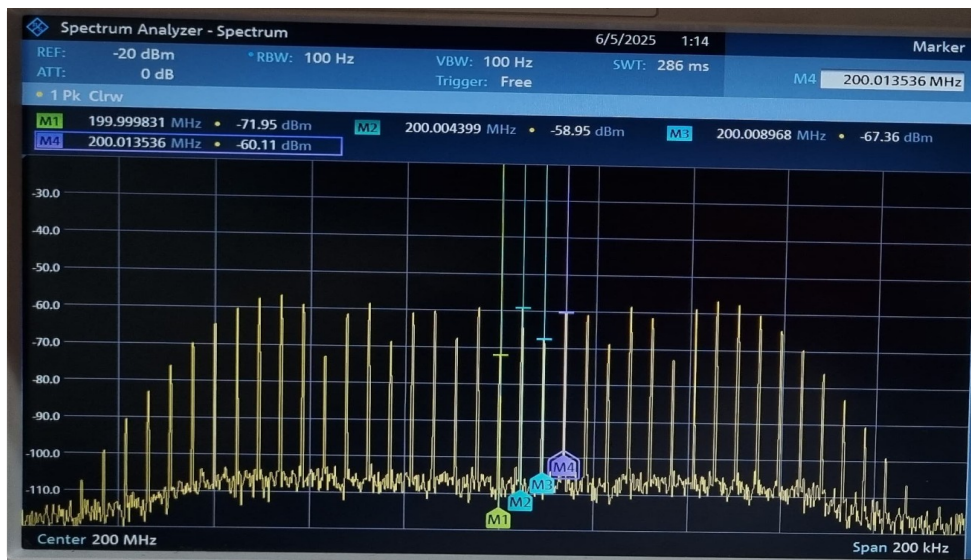 Spectrum Analyzer - Spectrum
6/5/2025 1:14
Marker
REF: -20 dBm
* RBW: 100 Hz
VBW: 100 Hz
SWT: 286 ms
ATT: 0 dB
Trigger: Free
M4 200.013536 MHz
• 1 Pk Clrw
M1 199.999831 MHz • -71.95 dBm
M2 200.004399 MHz • -58.95 dBm
M3 200.008968 MHz • -67.36 dBm
M4 200.013536 MHz • -60.11 dBm
-30.0
-40.0
-50.0
-60.0
-70.0
-80.0
-90.0
-100.0
-110.0
M4
M3
M2
M1
Center 200 MHz
Span 200 kHz